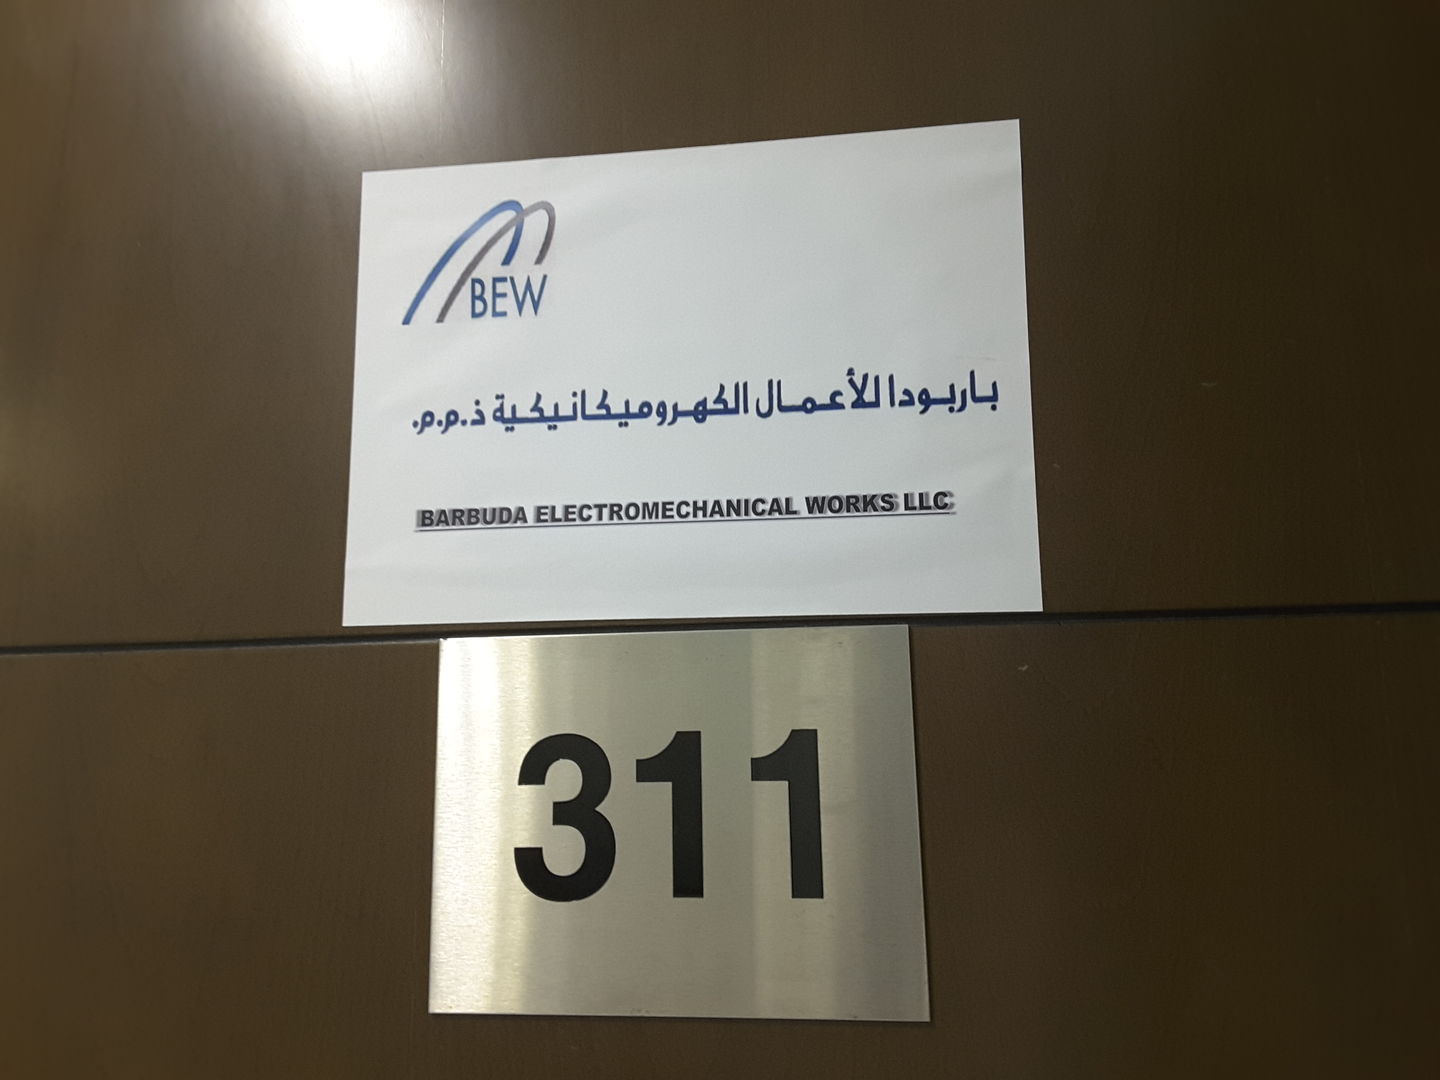 BEW
باربودا للأعمال الكهروميكانيكية ذ.م.م.
BARBUDA ELECTROMECHANICAL WORKS LLC
311